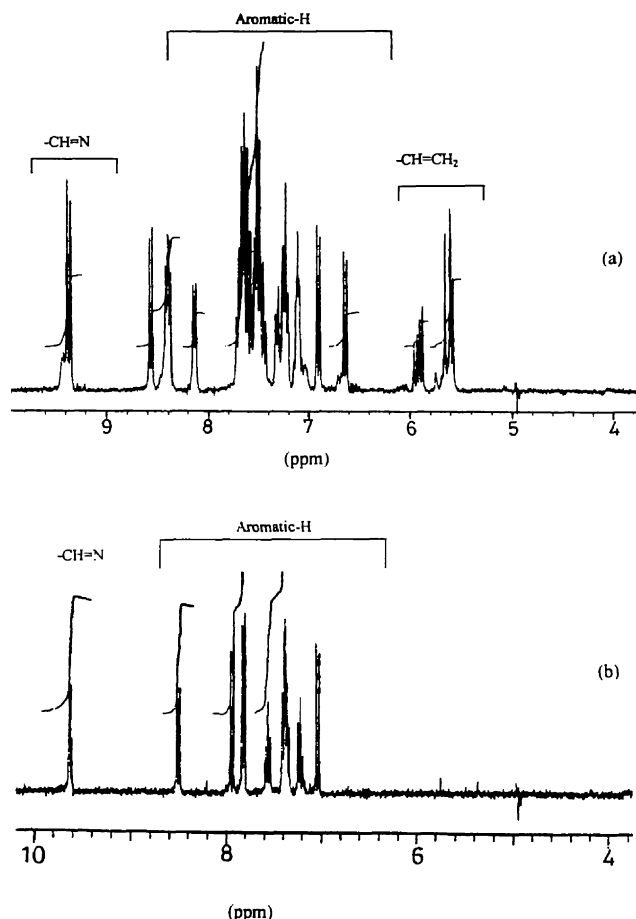 Aromatic-H
-CH=N
-CH=CH₂
(a)
9 8 7 6 5 4
(ppm)
Aromatic-H
-CH=N
(b)
10 8 6 4
(ppm)